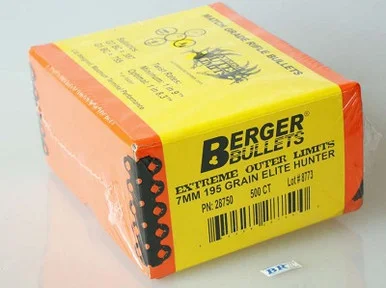 MATCH GRADE RIFLE BULLETS
BERGER
BULLETS
EXTREME OUTER LIMITS
7MM 195 GRAIN ELITE HUNTER
PN: 28750 500 CT Lot # 8773
BR